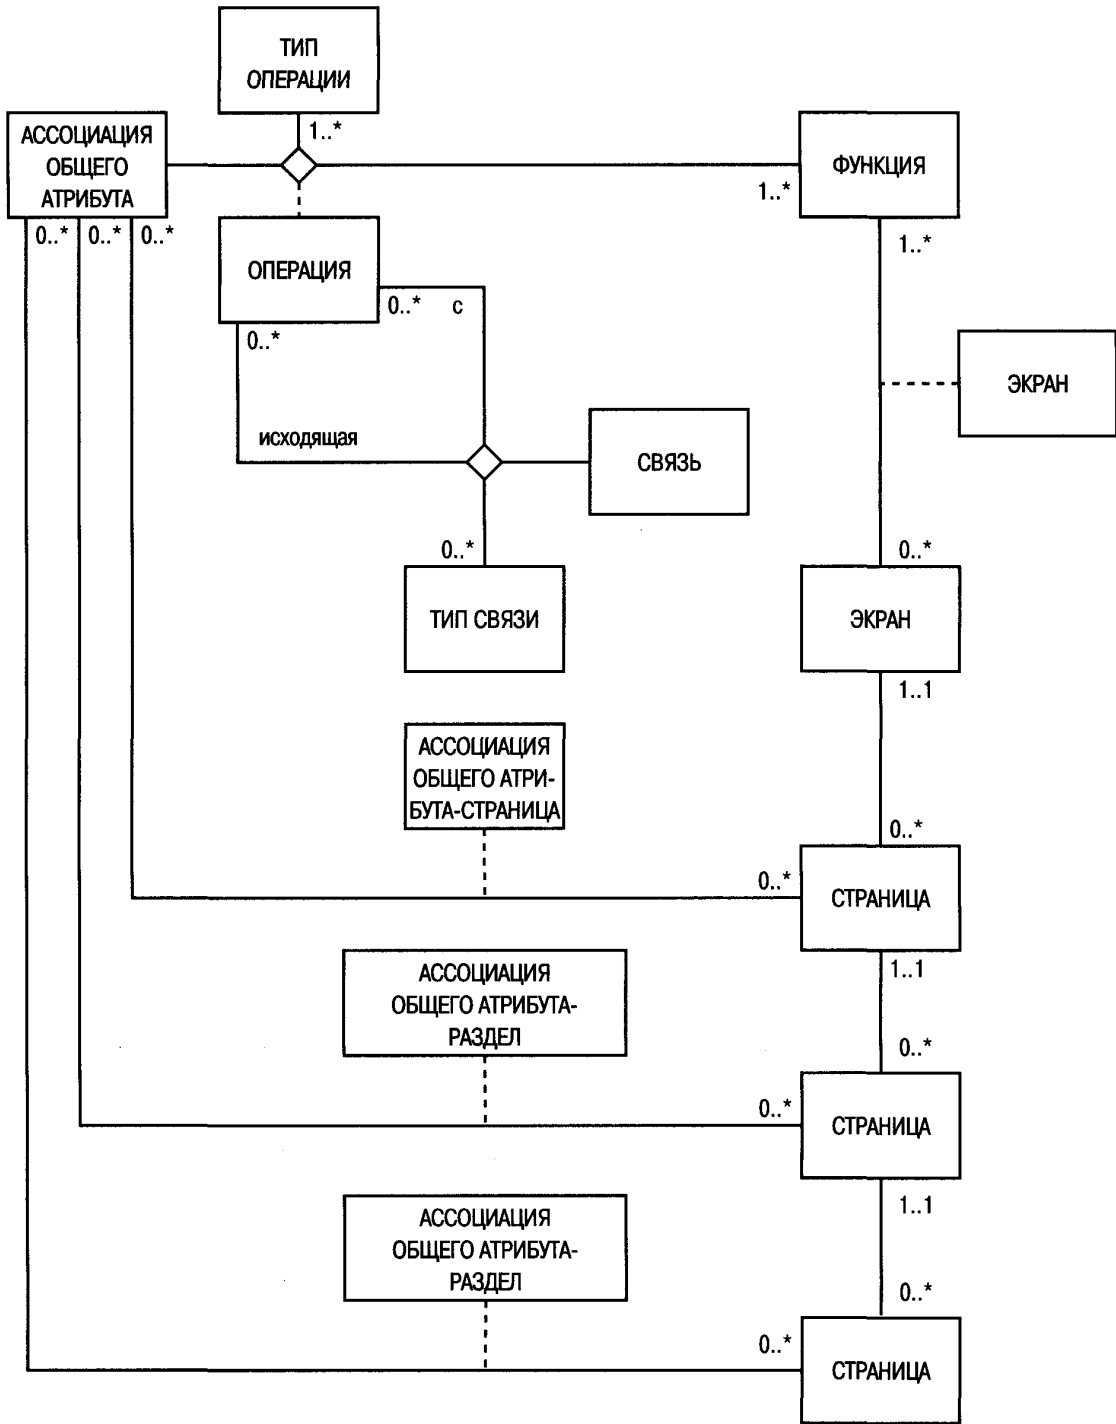 ТИП
ОПЕРАЦИИ
1..*
АССОЦИАЦИЯ
ОБЩЕГО
АТРИБУТА
ФУНКЦИЯ
1..*
0..* 0..* 0..*
1..*
ОПЕРАЦИЯ
0..* с
0..*
ЭКРАН
исходящая
СВЯЗЬ
0..*
0..*
ТИП СВЯЗИ
ЭКРАН
1..1
АССОЦИАЦИЯ
ОБЩЕГО АТРИ-
БУТА-СТРАНИЦА
0..*
0..*
СТРАНИЦА
1..1
АССОЦИАЦИЯ
ОБЩЕГО АТРИБУТА-
РАЗДЕЛ
0..*
0..*
СТРАНИЦА
1..1
АССОЦИАЦИЯ
ОБЩЕГО АТРИБУТА-
РАЗДЕЛ
0..*
0..*
СТРАНИЦА